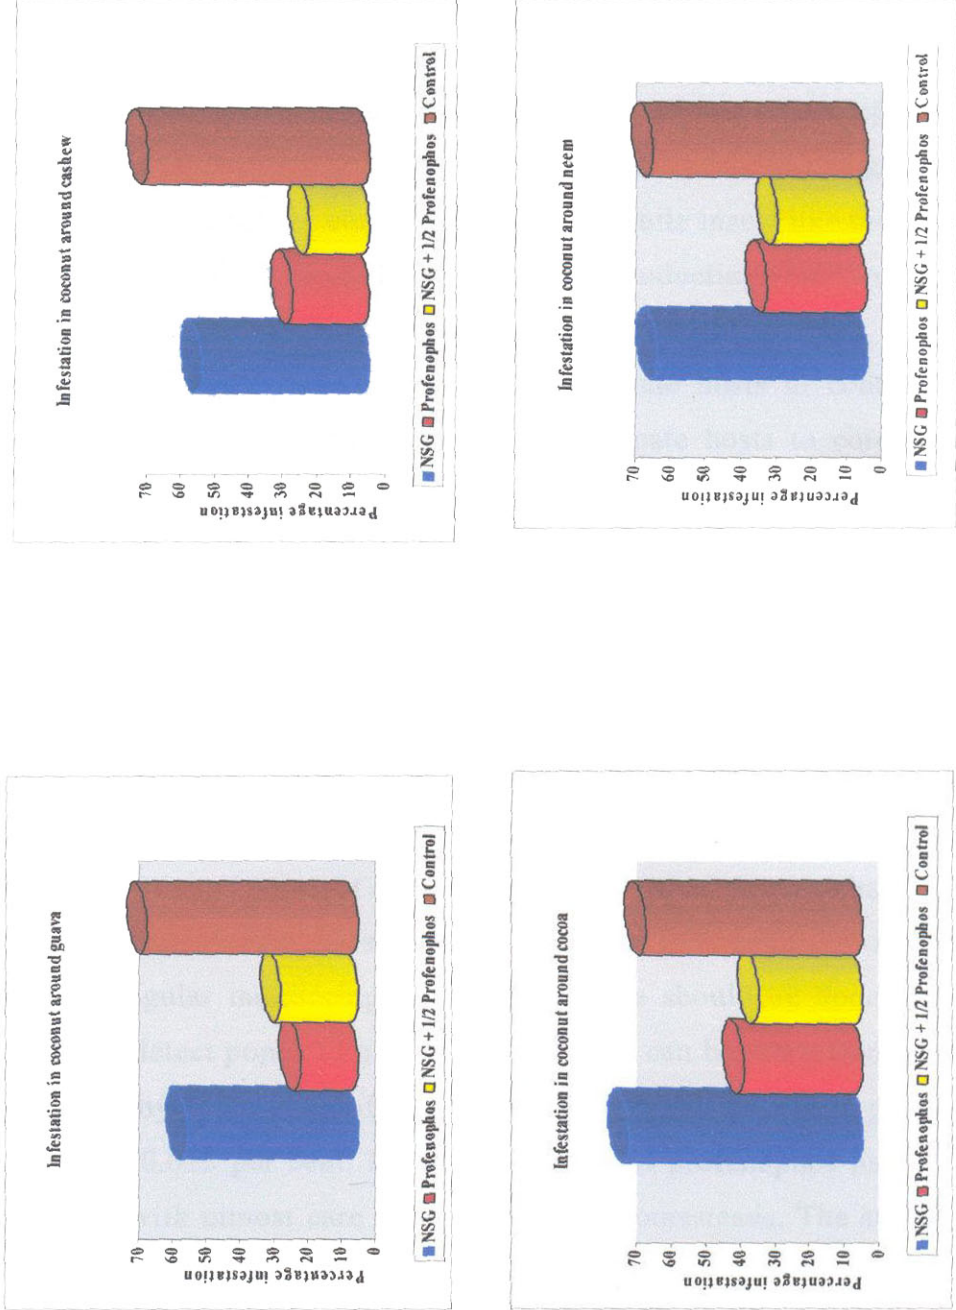 Infestation in coconut around guava
Percentage infestation
70
60
50
40
30
20
10
0
NSG Profenophos NSG + 1/2 Profenophos Control
Infestation in coconut around cashew
Percentage infestation
70
60
50
40
30
20
10
0
NSG Profenophos NSG + 1/2 Profenophos Control
Infestation in coconut around cocoa
Percentage infestation
70
60
50
40
30
20
10
0
NSG Profenophos NSG + 1/2 Profenophos Control
Infestation in coconut around neem
Percentage infestation
70
60
50
40
30
20
10
0
NSG Profenophos NSG + 1/2 Profenophos Control